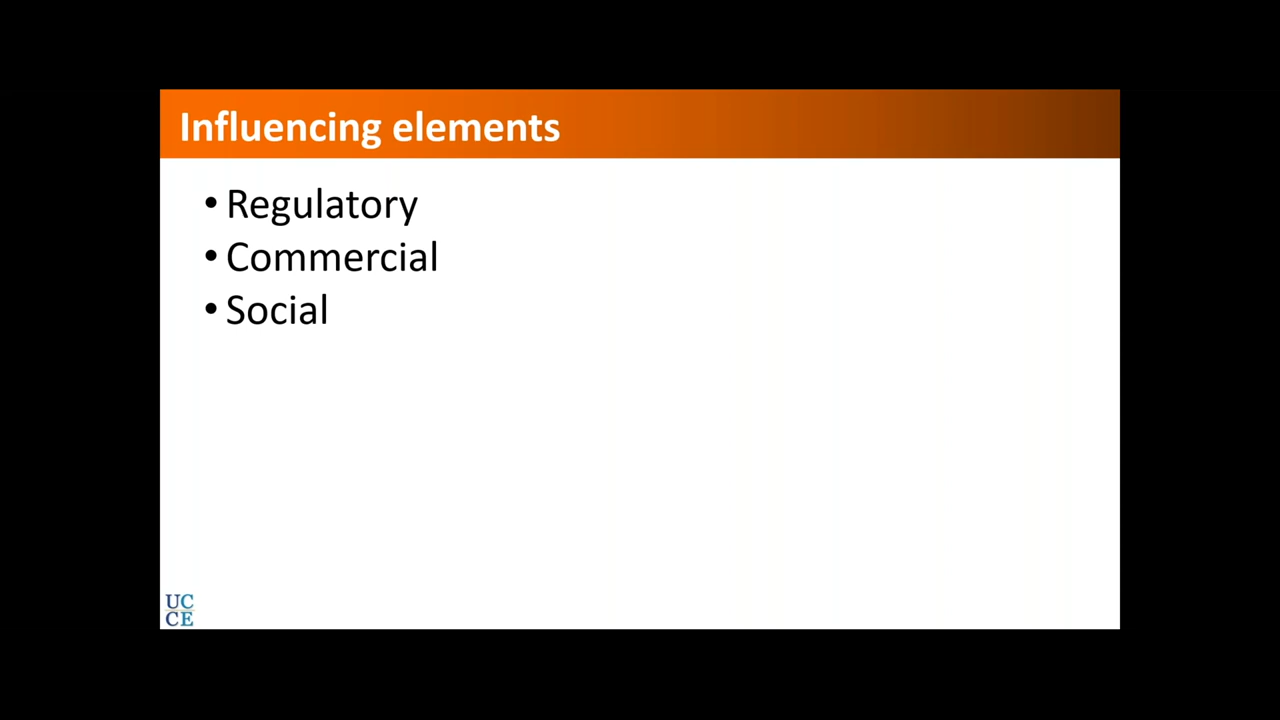 Influencing elements
• Regulatory
• Commercial
• Social
UC
CE